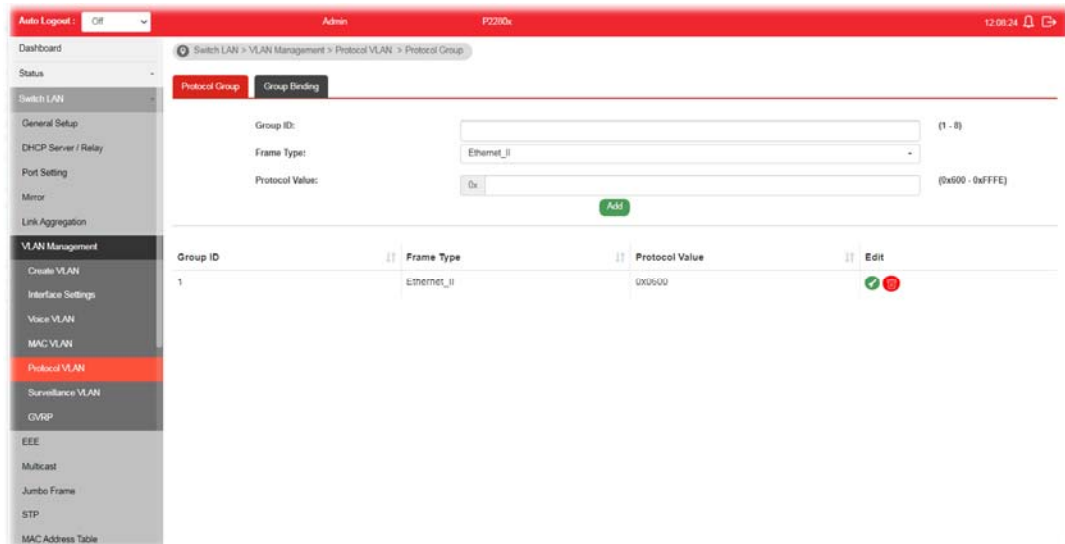 Auto Logout : Off Admin P2280x 12:08:24
Dashboard
Status
Switch LAN
General Setup
DHCP Server / Relay
Port Setting
Mirror
Link Aggregation
VLAN Management
Create VLAN
Interface Settings
Voice VLAN
MAC VLAN
Protocol VLAN
Surveillance VLAN
GVRP
EEE
Multicast
Jumbo Frame
STP
MAC Address Table
Switch LAN > VLAN Management > Protocol VLAN > Protocol Group
Protocol Group Group Binding
Group ID: (1 - 8)
Frame Type: Ethernet_II
Protocol Value: 0x (0x600 - 0xFFFE)
Add
Group ID Frame Type Protocol Value Edit
1 Ethernet_II 0x0600